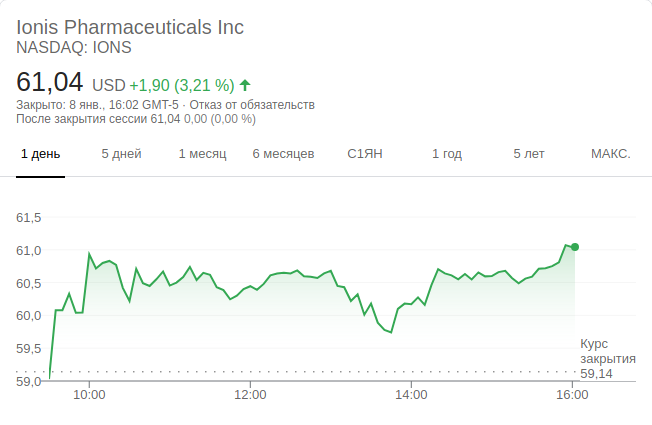 Ionis Pharmaceuticals Inc
NASDAQ: IONS
61,04 USD +1,90 (3,21 %)
Закрыто: 8 янв., 16:02 GMT-5 · Отказ от обязательств
После закрытия сессии 61,04 0,00 (0,00 %)
1 день 5 дней 1 месяц 6 месяцев С1ЯН 1 год 5 лет МАКС.
61,5
61,0
60,5
60,0
59,5
59,0
Курс
закрытия
59,14
10:00 12:00 14:00 16:00